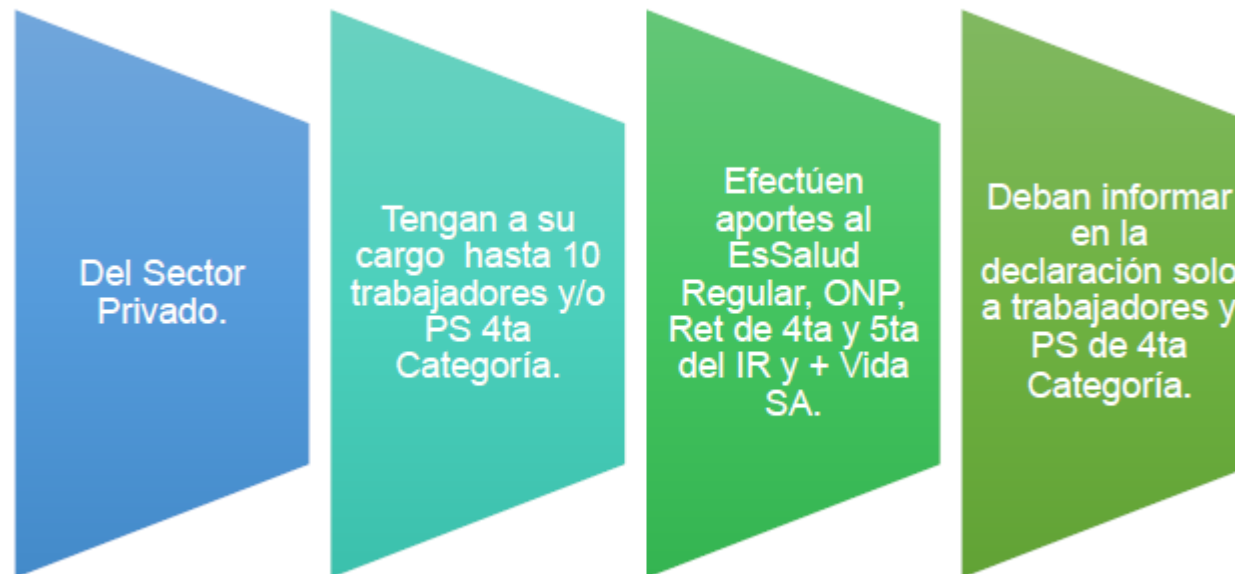 Del Sector
Privado.
Tengan a su
cargo hasta 10
trabajadores y/o
PS 4ta
Categoría.
Efectúen
aportes al
EsSalud
Regular, ONP,
Ret de 4ta y 5ta
del IR y + Vida
SA.
Deban informar
en la
declaración solo
a trabajadores y
PS de 4ta
Categoría.